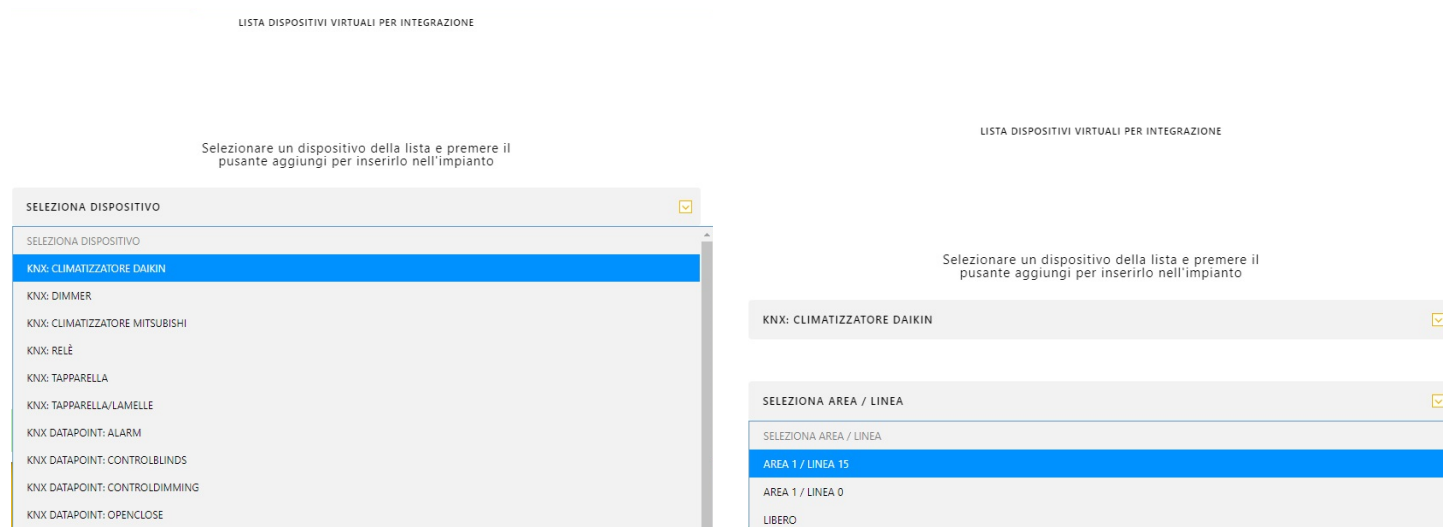 LISTA DISPOSITIVI VIRTUALI PER INTEGRAZIONE
Selezionare un dispositivo della lista e premere il
pusante aggiungi per inserirlo nell'impianto
SELEZIONA DISPOSITIVO
SELEZIONA DISPOSITIVO
KNX: CLIMATIZZATORE DAIKIN
KNX: DIMMER
KNX: CLIMATIZZATORE MITSUBISHI
KNX: RELÈ
KNX: TAPPARELLA
KNX: TAPPARELLA/LAMELLE
KNX DATAPOINT: ALARM
KNX DATAPOINT: CONTROLBLINDS
KNX DATAPOINT: CONTROLDIMMING
KNX DATAPOINT: OPENCLOSE
LISTA DISPOSITIVI VIRTUALI PER INTEGRAZIONE
Selezionare un dispositivo della lista e premere il
pusante aggiungi per inserirlo nell'impianto
KNX: CLIMATIZZATORE DAIKIN
SELEZIONA AREA / LINEA
SELEZIONA AREA / LINEA
AREA 1 / LINEA 15
AREA 1 / LINEA 0
LIBERO